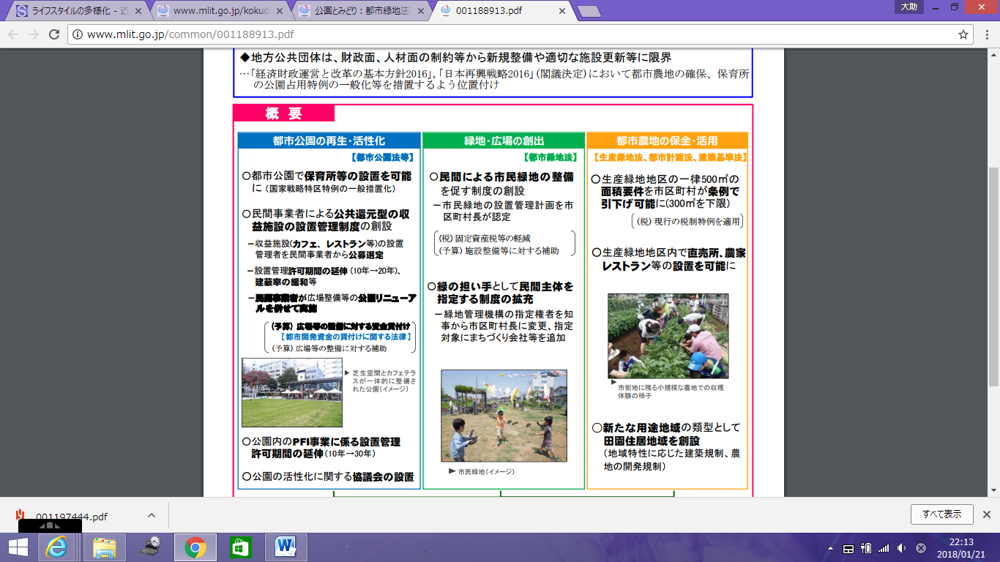 ライフスタイルの多様化 - 近
www.mlit.go.jp/kokud
公園とみどり：都市緑地法
001188913.pdf
大助
www.mlit.go.jp/common/001188913.pdf
◆地方公共団体は、財政面、人材面の制約等から新規整備や適切な施設更新等に限界
…「経済財政運営と改革の基本方針2016」，「日本再興戦略2016」（閣議決定）において都市農地の確保、保育所
の公園占用特例の一般化等を措置するよう位置付け
概 要
都市公園の再生・活性化
【都市公園法等】
○都市公園で保育所等の設置を可能
に（国家戦略特区特例の一般措置化）
○民間事業者による公共還元型の収
益施設の設置管理制度の創設
－収益施設(カフェ、レストラン等)の設置
管理者を民間事業者から公募選定
－設置管理許可期間の延伸（10年→20年)、
建蔽率の緩和等
－民間事業者が広場整備等の公園リニューア
ルを併せて実施
（予算）広場等の整備に対する資金貸付け
【都市開発資金の貸付けに関する法律】
（予算）広場等の整備に対する補助
▶ 芝生空間とカフェテラ
スが一体的に整備さ
れた公園（イメージ）
○公園内のPFI事業に係る設置管理
許可期間の延伸（10年→30年）
○公園の活性化に関する協議会の設置
緑地・広場の創出
【都市緑地法】
○民間による市民緑地の整備
を促す制度の創設
－市民緑地の設置管理計画を市
区町村長が認定
（税）固定資産税等の軽減
（予算）施設整備等に対する補助
○緑の担い手として民間主体を
指定する制度の拡充
－緑地管理機構の指定権者を知
事から市区町村長に変更、指定
対象にまちづくり会社等を追加
▶ 市民緑地（イメージ）
都市農地の保全・活用
【生産緑地法、都市計画法、建築基準法】
○生産緑地地区の一律500㎡の
面積要件を市区町村が条例で
引下げ可能に(300㎡を下限)
（税）現行の税制特例を適用
○生産緑地地区内で直売所、農家
レストラン等の設置を可能に
▶
市街地に残る小規模な農地での収穫
体験の様子
○新たな用途地域の類型として
田園住居地域を創設
（地域特性に応じた建築規制、農
地の開発規制）
001197444.pdf
すべて表示
22:13
2018/01/21